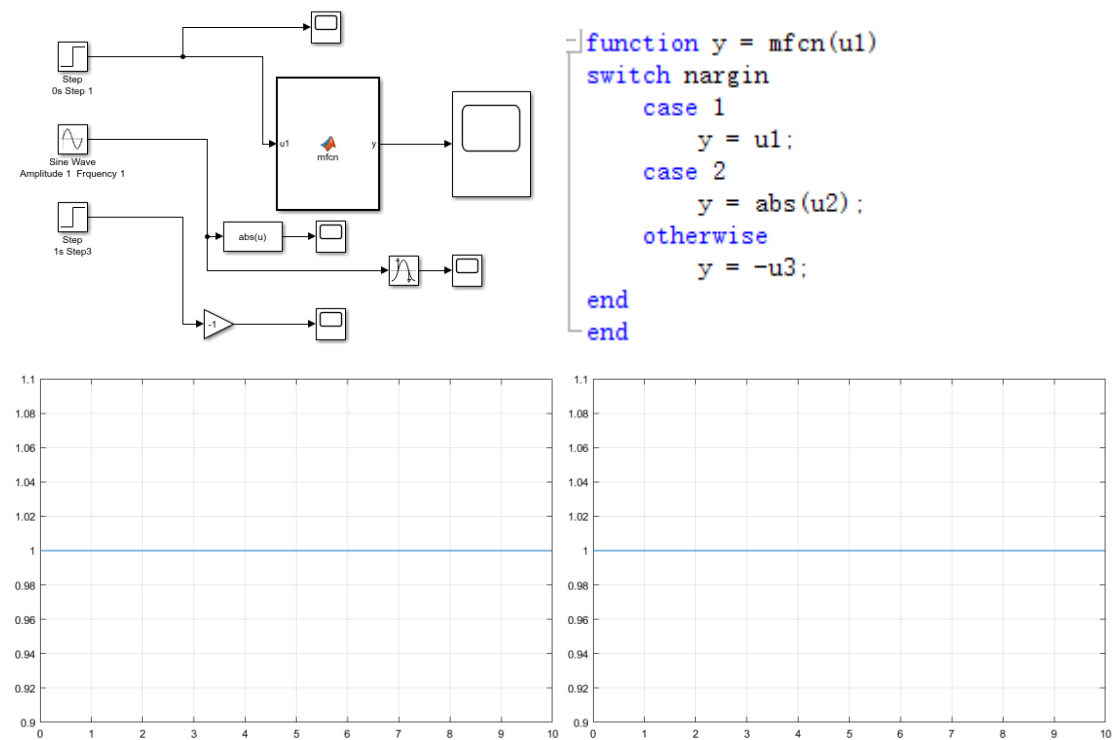 Step
0s Step 1
Sine Wave
Amplitude 1 Frquency 1
Step
1s Step3
u1
mfcn
y
abs(u)
-1
function y = mfcn(u1)
switch nargin
case 1
y = u1;
case 2
y = abs(u2);
otherwise
y = -u3;
end
end
1.1
1.08
1.06
1.04
1.02
1
0.98
0.96
0.94
0.92
0.9
0 1 2 3 4 5 6 7 8 9 10
1.1
1.08
1.06
1.04
1.02
1
0.98
0.96
0.94
0.92
0.9
0 1 2 3 4 5 6 7 8 9 10